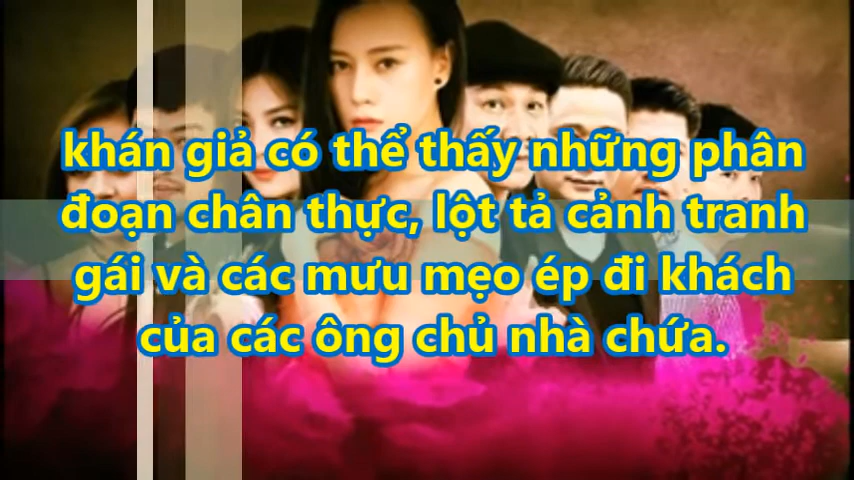 khán giả có thể thấy những phân
đoạn chân thực, lột tả cảnh tranh
gái và các mưu mẹo ép đi khách
của các ông chủ nhà chứa.